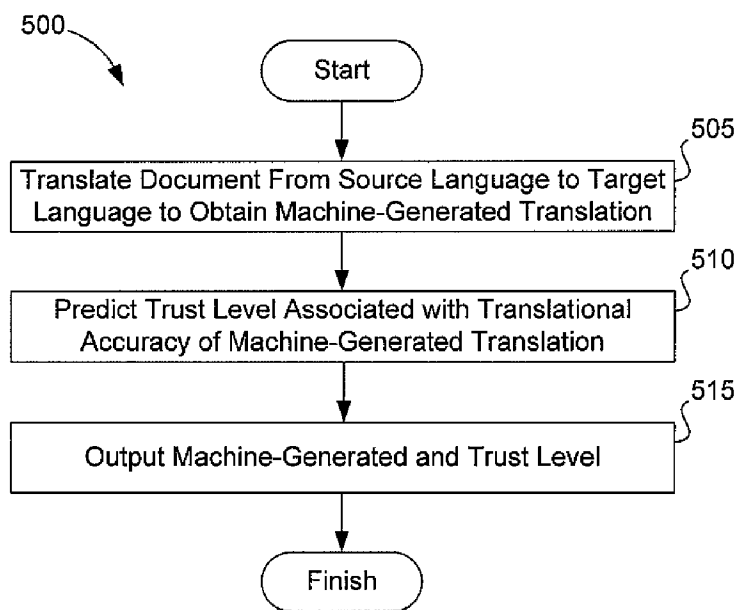 500
Start
505
Translate Document From Source Language to Target
Language to Obtain Machine-Generated Translation
510
Predict Trust Level Associated with Translational
Accuracy of Machine-Generated Translation
515
Output Machine-Generated and Trust Level
Finish